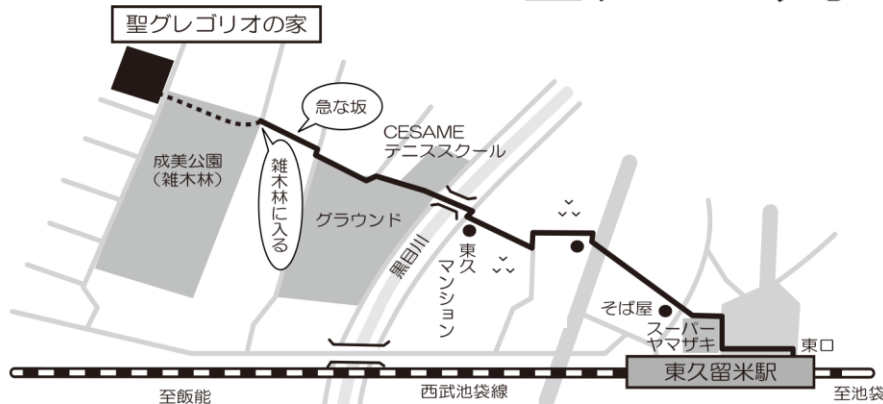 聖グレゴリオの家
急な坂
CESAME
テニススクール
成美公園
(雑木林)
雑木林に入る
グラウンド
黒目川
東久
マンション
そば屋
スーパー
ヤマザキ
東口
東久留米駅
至飯能
西武池袋線
至池袋